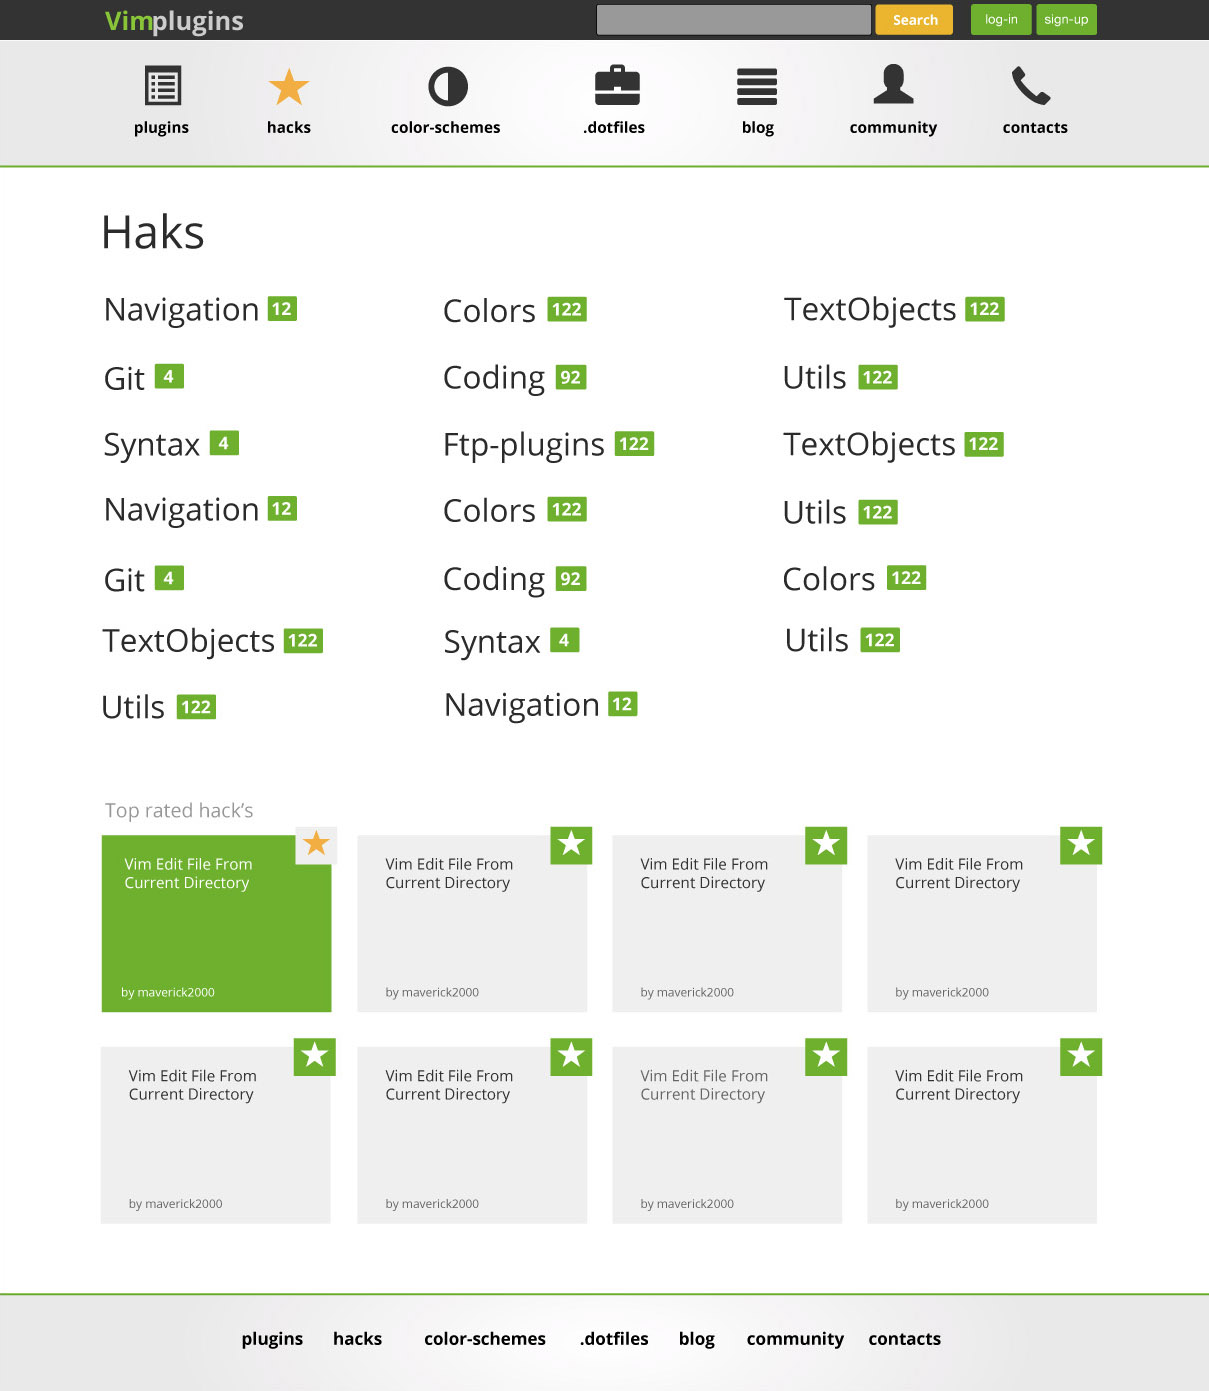 Vimplugins
Search
log-in
sign-up
plugins
hacks
color-schemes
.dotfiles
blog
community
contacts
Haks
Navigation 12
Colors 122
TextObjects 122
Git 4
Coding 92
Utils 122
Syntax 4
Ftp-plugins 122
TextObjects 122
Navigation 12
Colors 122
Utils 122
Git 4
Coding 92
Colors 122
TextObjects 122
Syntax 4
Utils 122
Utils 122
Navigation 12
Top rated hack's
Vim Edit File From
Current Directory
by maverick2000
Vim Edit File From
Current Directory
by maverick2000
Vim Edit File From
Current Directory
by maverick2000
Vim Edit File From
Current Directory
by maverick2000
Vim Edit File From
Current Directory
by maverick2000
Vim Edit File From
Current Directory
by maverick2000
Vim Edit File From
Current Directory
by maverick2000
Vim Edit File From
Current Directory
by maverick2000
plugins
hacks
color-schemes
.dotfiles
blog
community
contacts